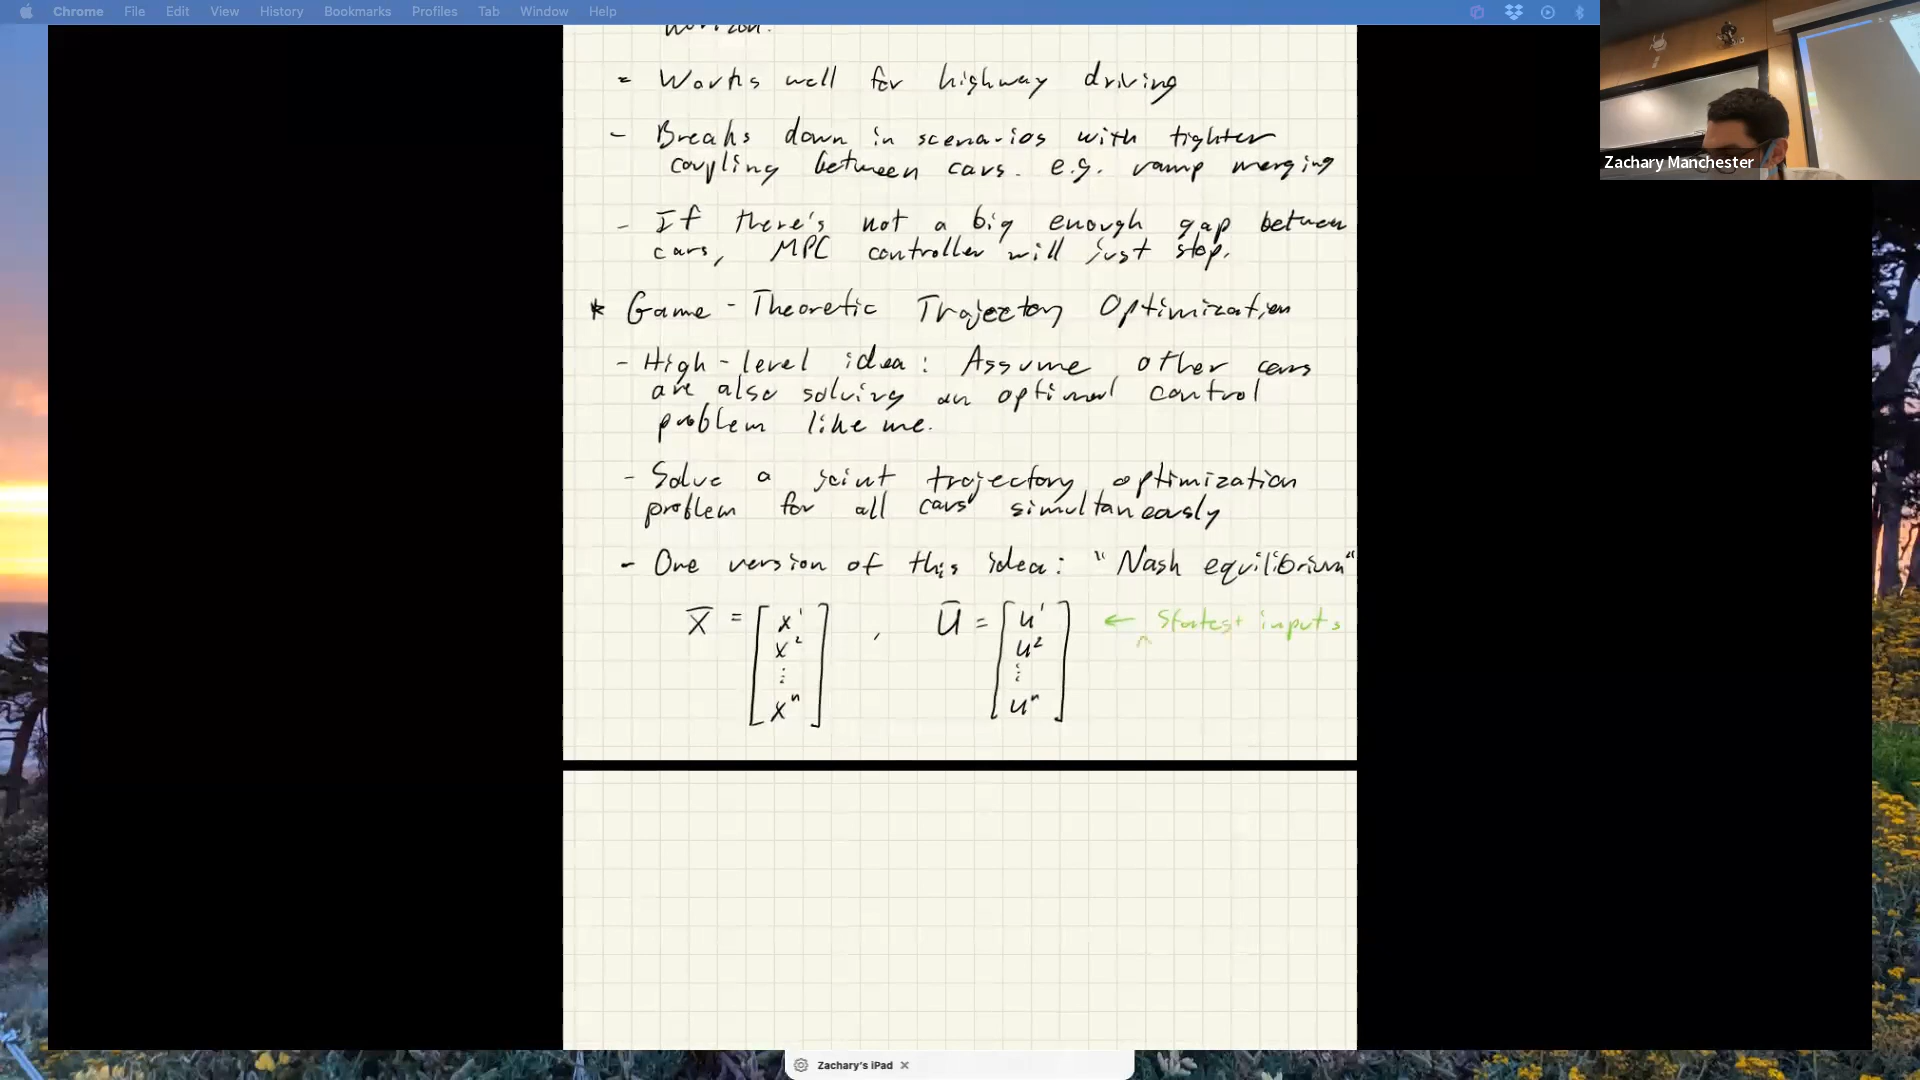 Chrome File Edit View History Bookmarks Profiles Tab Window Help
Zachary Manchester
horizon.
- Works well for highway driving
- Breaks down in scenarios with tighter
coupling between cars. e.g. ramp merging
- If there's not a big enough gap between
cars, MPC controller will just stop.
* Game-Theoretic Trajectory Optimization
- High-level idea: Assume other cars
are also solving an optimal control
problem like me.
- Solve a joint trajectory optimization
problem for all cars simultaneously
- One version of this idea: "Nash equilibrium"
X̄ = [x¹ x² ⋮ xⁿ], Ū = [u¹ u² ⋮ uⁿ] ← States + inputs
Zachary's iPad ×